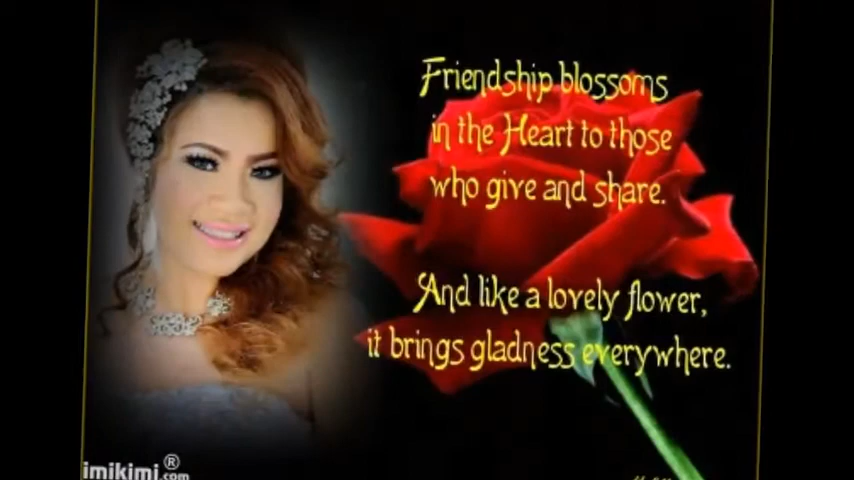 Friendship blossoms
in the Heart to those
who give and share.
And like a lovely flower,
it brings gladness everywhere.
imikimi®.com